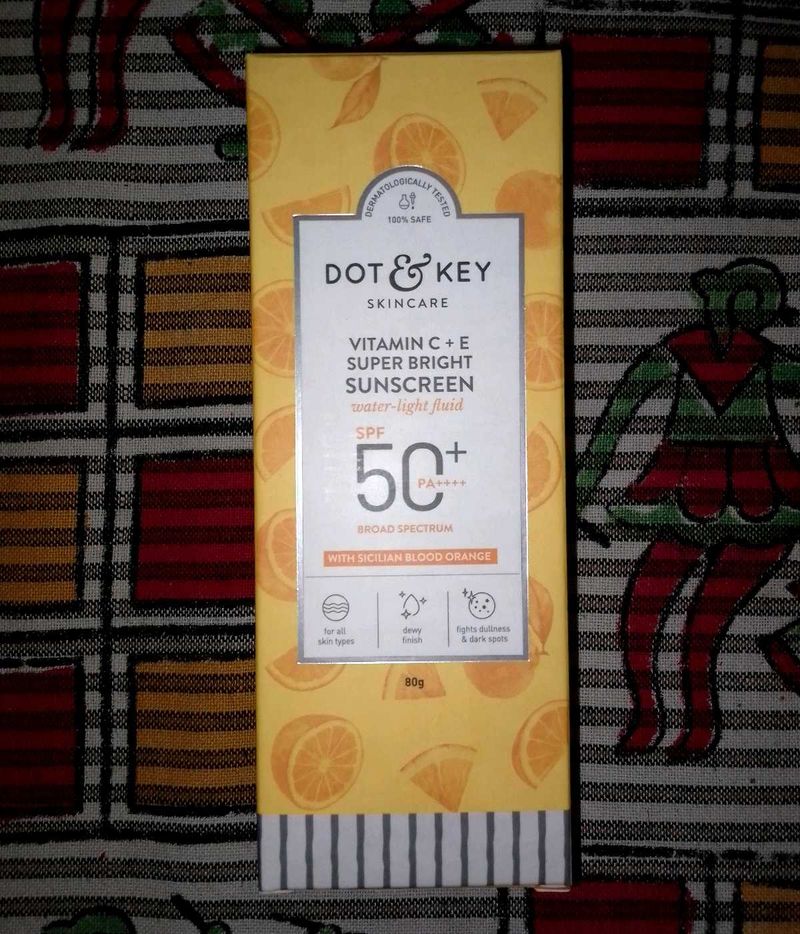 DERMATOLOGICALLY TESTED
100% SAFE
DOT & KEY
SKINCARE
VITAMIN C + E
SUPER BRIGHT
SUNSCREEN
water-light fluid
SPF
50+
PA++++
BROAD SPECTRUM
WITH SICILIAN BLOOD ORANGE
for all
skin types
dewy
finish
fights dullness
& dark spots
80g